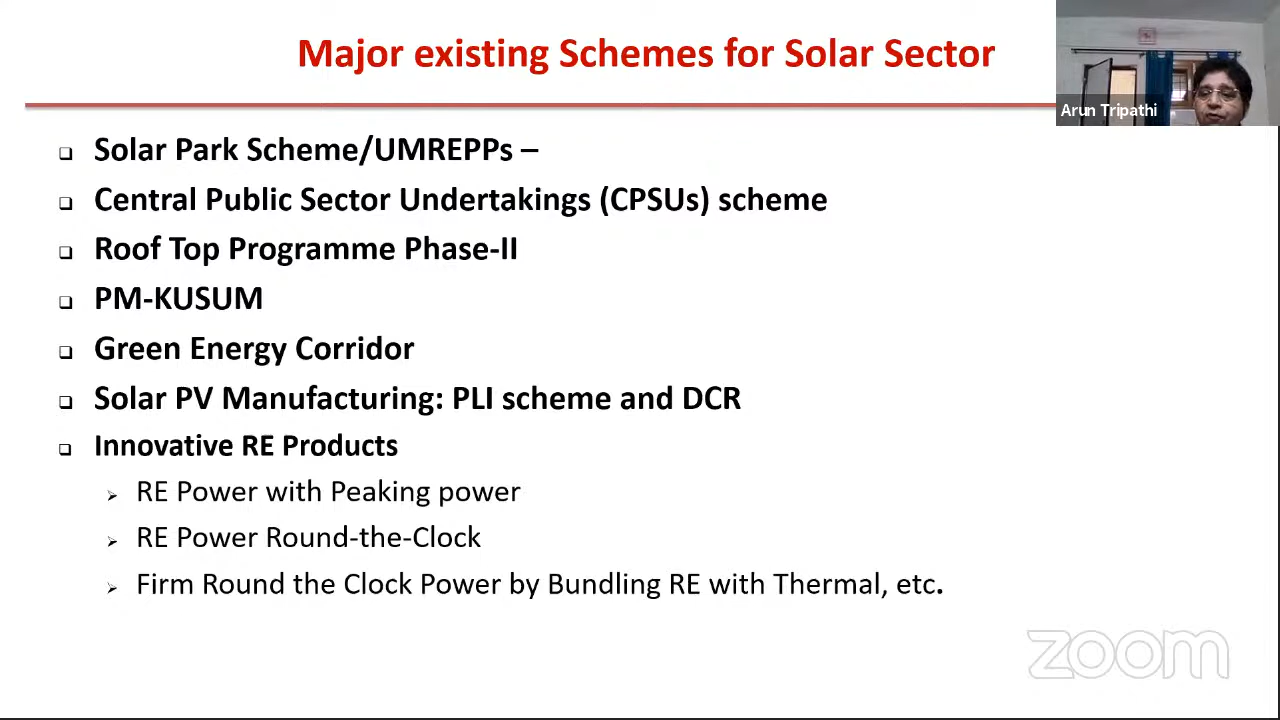 Major existing Schemes for Solar Sector
Arun Tripathi
Solar Park Scheme/UMREPPs –
Central Public Sector Undertakings (CPSUs) scheme
Roof Top Programme Phase-II
PM-KUSUM
Green Energy Corridor
Solar PV Manufacturing: PLI scheme and DCR
Innovative RE Products
RE Power with Peaking power
RE Power Round-the-Clock
Firm Round the Clock Power by Bundling RE with Thermal, etc.
zoom